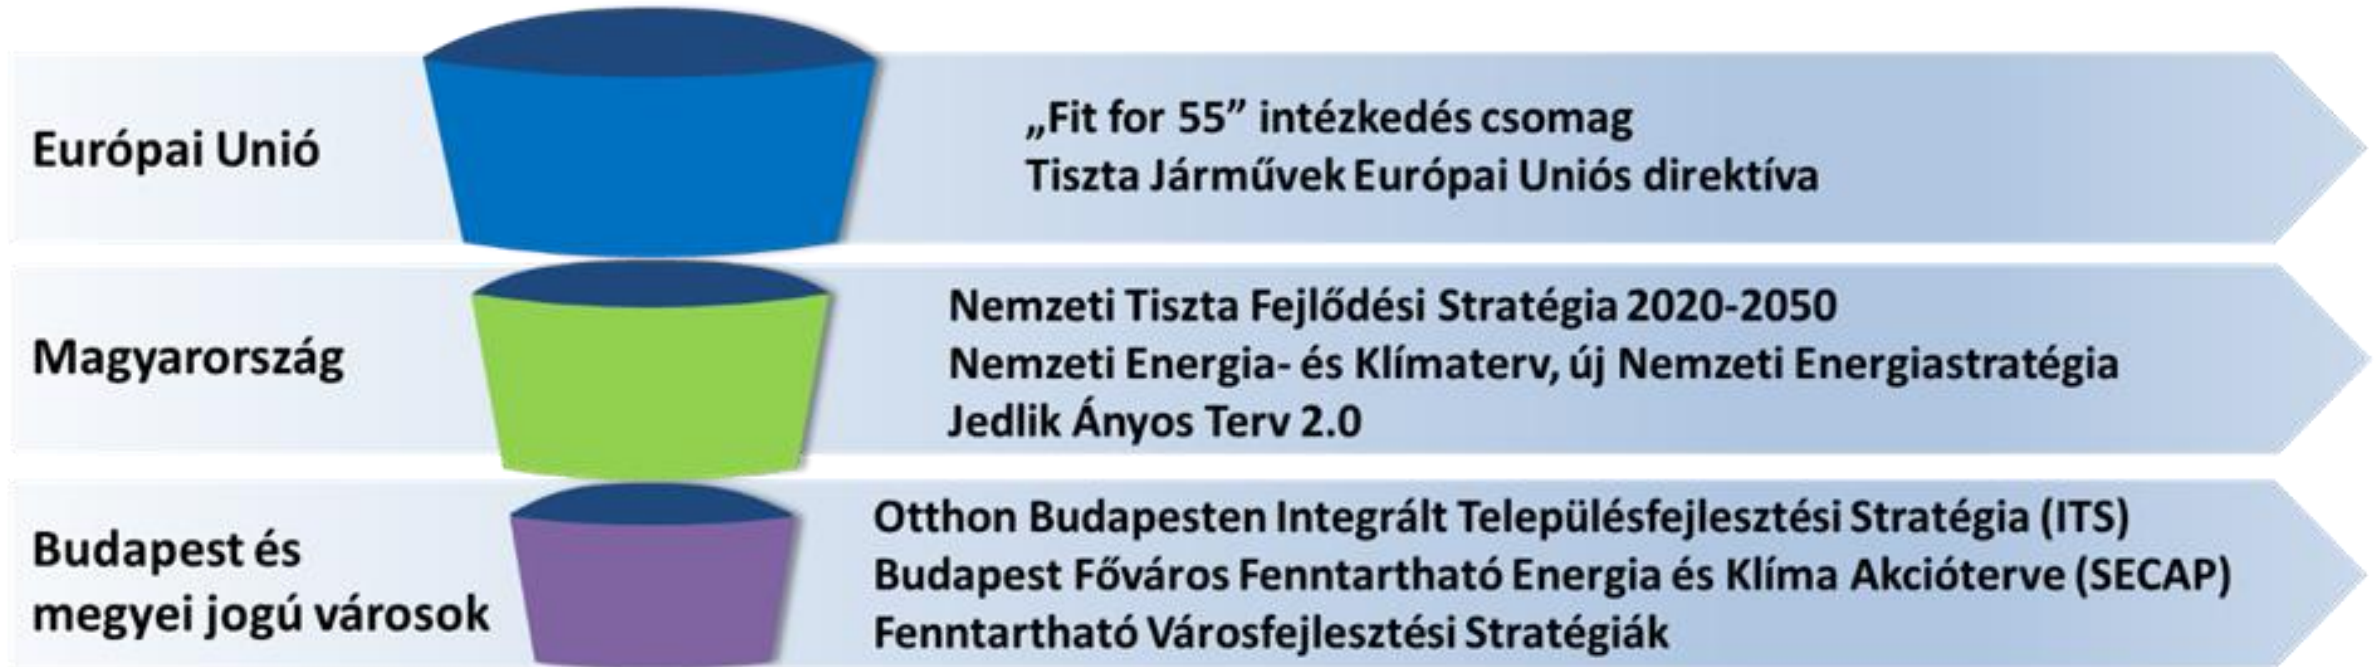 Európai Unió
„Fit for 55” intézkedés csomag
Tiszta Járművek Európai Uniós direktíva
Magyarország
Nemzeti Tiszta Fejlődési Stratégia 2020-2050
Nemzeti Energia- és Klímaterv, új Nemzeti Energiastratégia
Jedlik Ányos Terv 2.0
Budapest és
megyei jogú városok
Otthon Budapesten Integrált Településfejlesztési Stratégia (ITS)
Budapest Főváros Fenntartható Energia és Klíma Akcióterve (SECAP)
Fenntartható Városfejlesztési Stratégiák